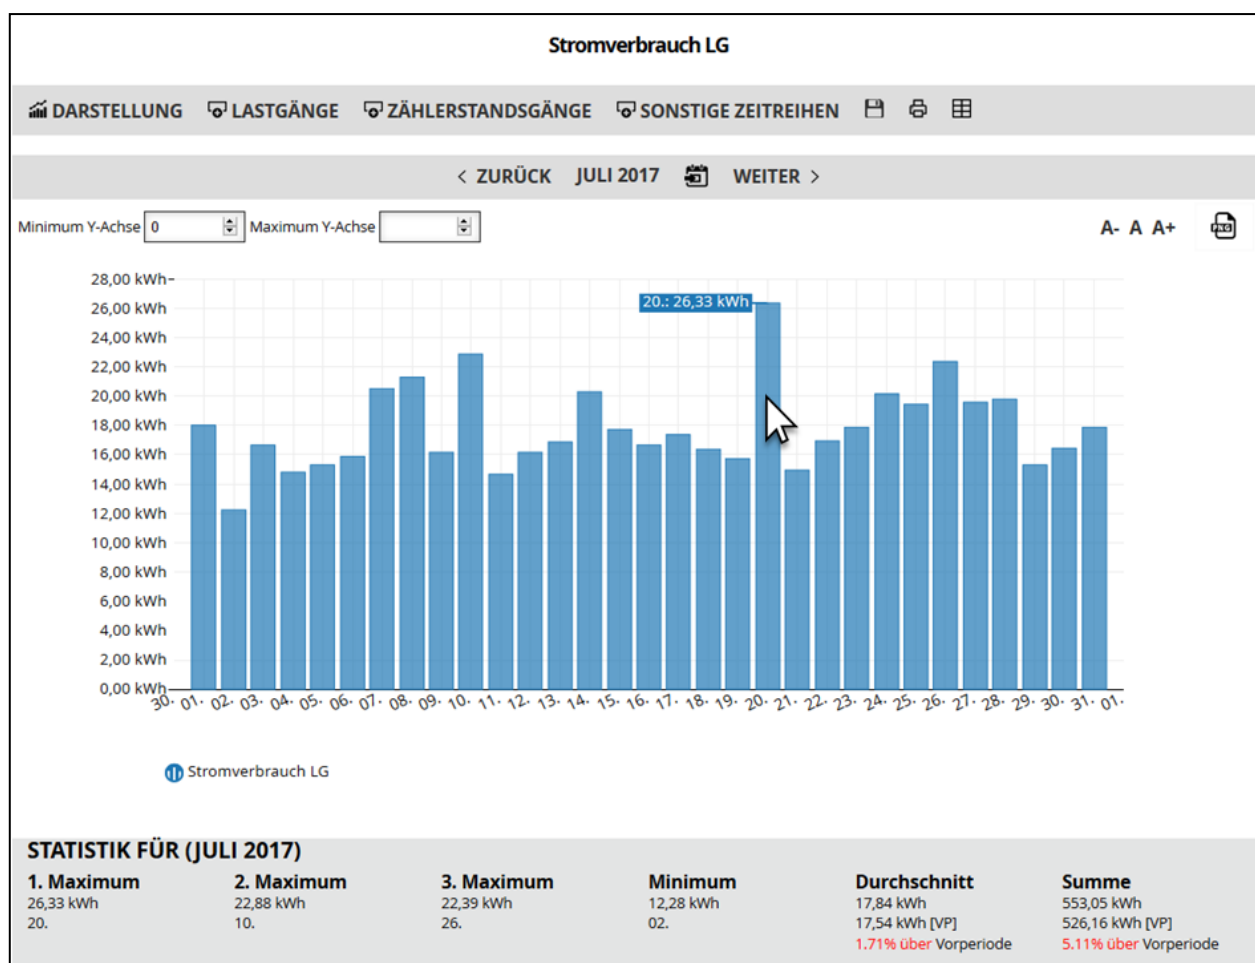 Stromverbrauch LG
DARSTELLUNG LASTGÄNGE ZÄHLERSTANDSGÄNGE SONSTIGE ZEITREIHEN
< ZURÜCK JULI 2017 WEITER >
Minimum Y-Achse 0 Maximum Y-Achse A- A A+ PNG
28,00 kWh
20.: 26,33 kWh
26,00 kWh
24,00 kWh
22,00 kWh
20,00 kWh
18,00 kWh
16,00 kWh
14,00 kWh
12,00 kWh
10,00 kWh
8,00 kWh
6,00 kWh
4,00 kWh
2,00 kWh
0,00 kWh
30. 01. 02. 03. 04. 05. 06. 07. 08. 09. 10. 11. 12. 13. 14. 15. 16. 17. 18. 19. 20. 21. 22. 23. 24. 25. 26. 27. 28. 29. 30. 31. 01.
Stromverbrauch LG
STATISTIK FÜR (JULI 2017)
1. Maximum 2. Maximum 3. Maximum Minimum Durchschnitt Summe
26,33 kWh 22,88 kWh 22,39 kWh 12,28 kWh 17,84 kWh 553,05 kWh
20. 10. 26. 02. 17,54 kWh [VP] 526,16 kWh [VP]
1.71% über Vorperiode 5.11% über Vorperiode